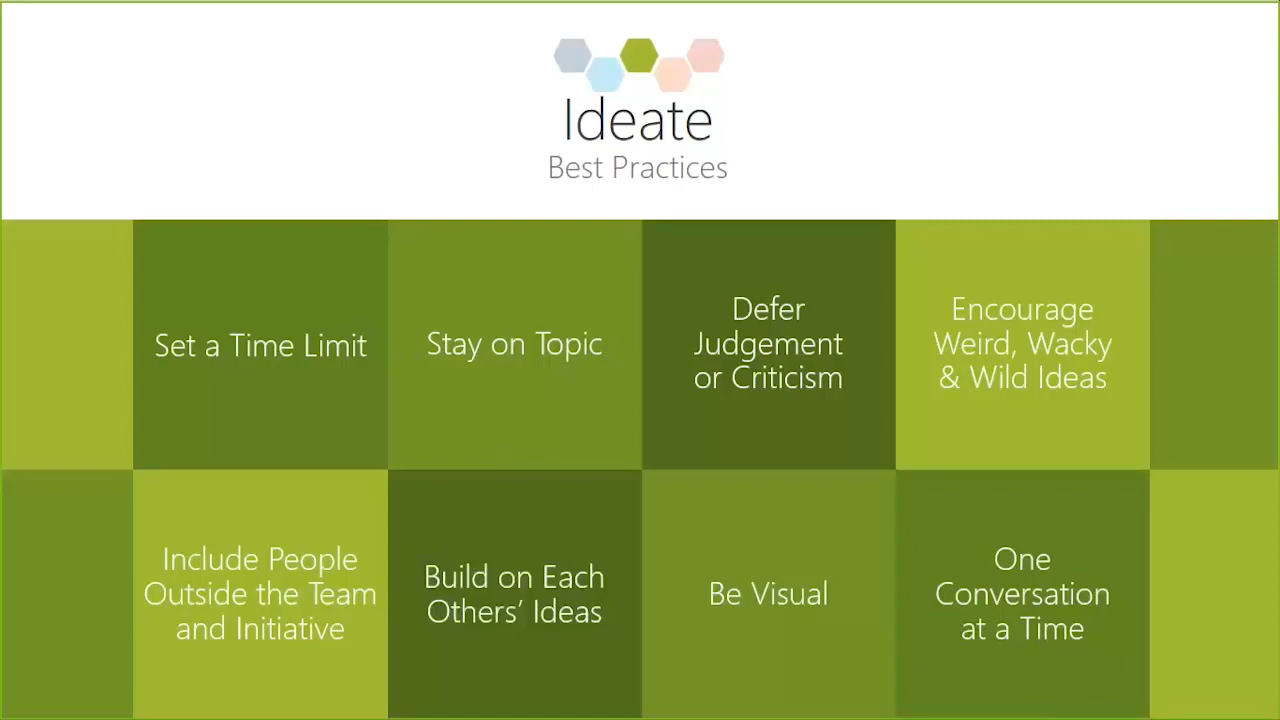 Ideate
Best Practices
Set a Time Limit
Stay on Topic
Defer
Judgement
or Criticism
Encourage
Weird, Wacky
& Wild Ideas
Include People
Outside the Team
and Initiative
Build on Each
Others’ Ideas
Be Visual
One
Conversation
at a Time